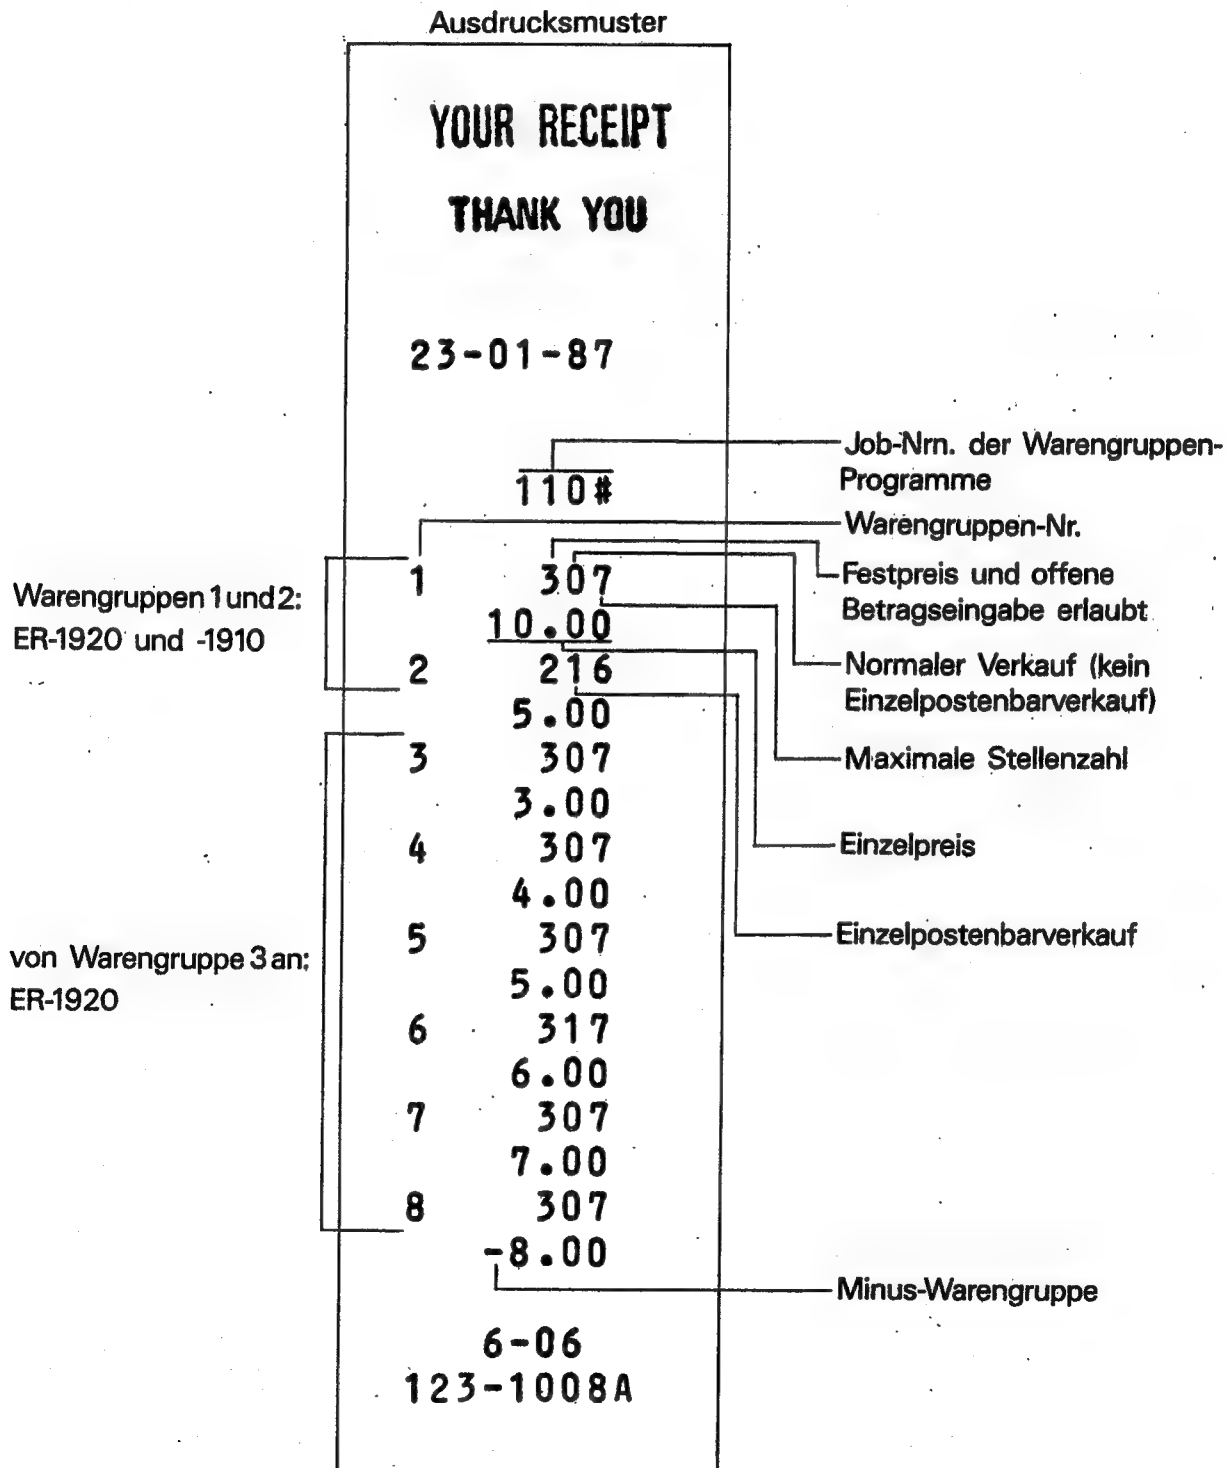 Ausdrucksmuster
YOUR RECEIPT
THANK YOU
23-01-87
110#
Job-Nrn. der Warengruppen-
Programme
Warengruppen-Nr.
Warengruppen 1 und 2:
ER-1920 und -1910
1 307
10.00
2 216
5.00
Festpreis und offene
Betragseingabe erlaubt
Normaler Verkauf (kein
Einzelpostenbarverkauf)
3 307
3.00
Maximale Stellenzahl
4 307
4.00
Einzelpreis
von Warengruppe 3 an:
ER-1920
5 307
5.00
Einzelpostenbarverkauf
6 317
6.00
7 307
7.00
8 307
-8.00
Minus-Warengruppe
6-06
123-1008A